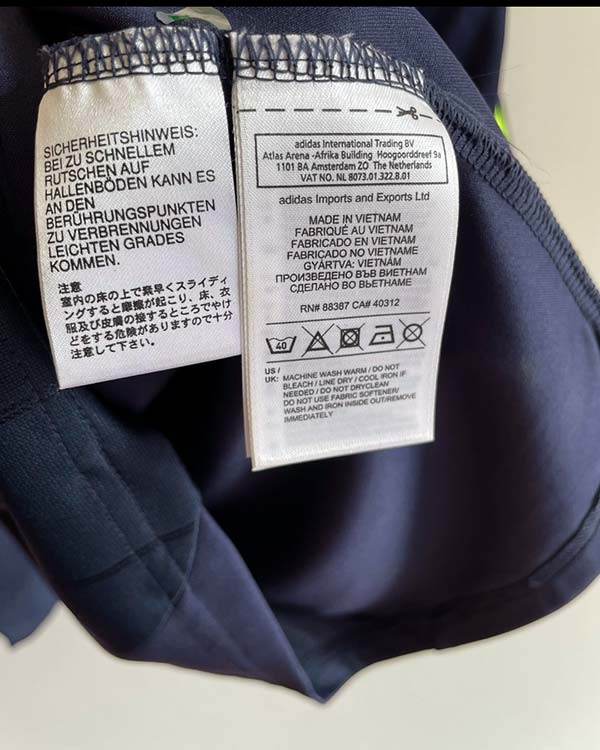 SICHERHEITSHINWEIS:
BEI ZU SCHNELLEM
RUTSCHEN AUF
HALLENBÖDEN KANN ES
AN DEN
BERÜHRUNGSPUNKTEN
ZU VERBRENNUNGEN
LEICHTEN GRADES
KOMMEN.
注意
室内の床の上で素早くスライディ
ングすると摩擦が起こり、床、衣
服及び皮膚の接するところでやけ
どをする危険がありますので十分
注意して下さい。
adidas International Trading BV
Atlas Arena -Afrika Building Hoogoorddreef 9a
1101 BA Amsterdam ZO The Netherlands
VAT NO. NL 8073.01.322.B.01
adidas Imports and Exports Ltd
MADE IN VIETNAM
FABRIQUÉ AU VIETNAM
FABRICADO EN VIETNAM
FABRICADO NO VIETNAME
GYÁRTVA: VIETNÁM
ПРОИЗВЕДЕНО ВЪВ ВИЕТНАМ
СДЕЛАНО ВО ВЬЕТНАМЕ
RN# 88387 CA# 40312
40
US /
UK: MACHINE WASH WARM / DO NOT
BLEACH / LINE DRY / COOL IRON IF
NEEDED / DO NOT DRYCLEAN
DO NOT USE FABRIC SOFTENER/
WASH AND IRON INSIDE OUT/REMOVE
IMMEDIATELY